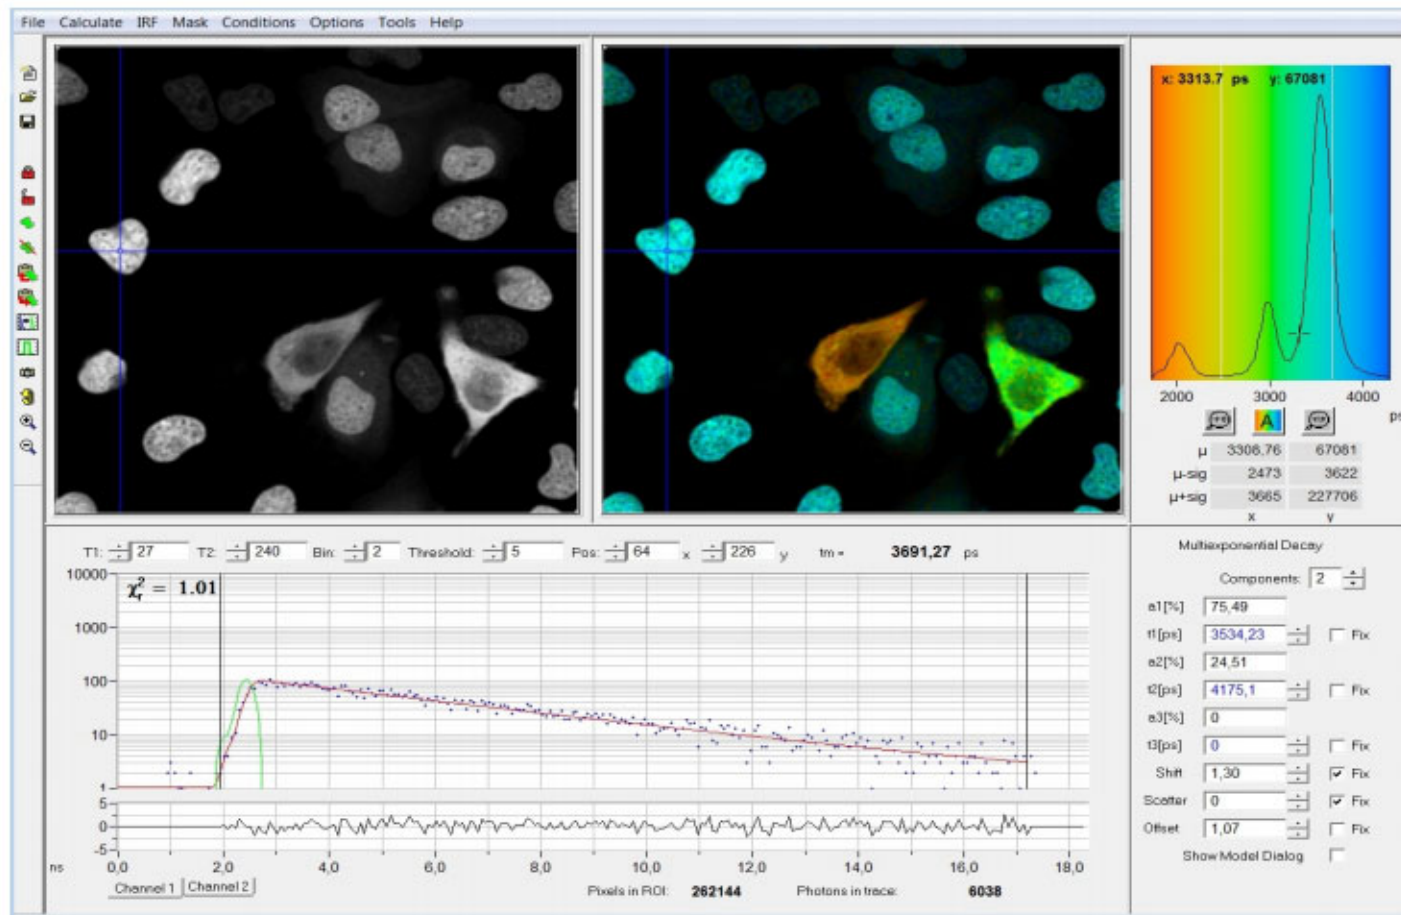 File Calculate IRF Mask Conditions Options Tools Help
x: 3313.7 ps y: 67081
2000 3000 4000
ps
A
μ 3308,76 67081
μ-sig 2473 3622
μ+sig 3665 227706
x y
T1: 27 T2: 240 Bin: 2 Threshold: 5 Pos: 64 x 226 y tm = 3691,27 ps
10000
χ²r = 1.01
1000
100
10
1
5
0
-5
ns 0,0 2,0 4,0 6,0 8,0 10,0 12,0 14,0 16,0 18,0
Channel 1 Channel 2 Pixels in ROI: 262144 Photons in trace: 6038
Multiexponential Decay
Components: 2
a1[%] 75,49
t1[ps] 3534,23 Fix
a2[%] 24,51
t2[ps] 4175,1 Fix
a3[%] 0
t3[ps] 0 Fix
Shift 1,30 Fix
Scatter 0 Fix
Offset 1,07 Fix
Show Model Dialog